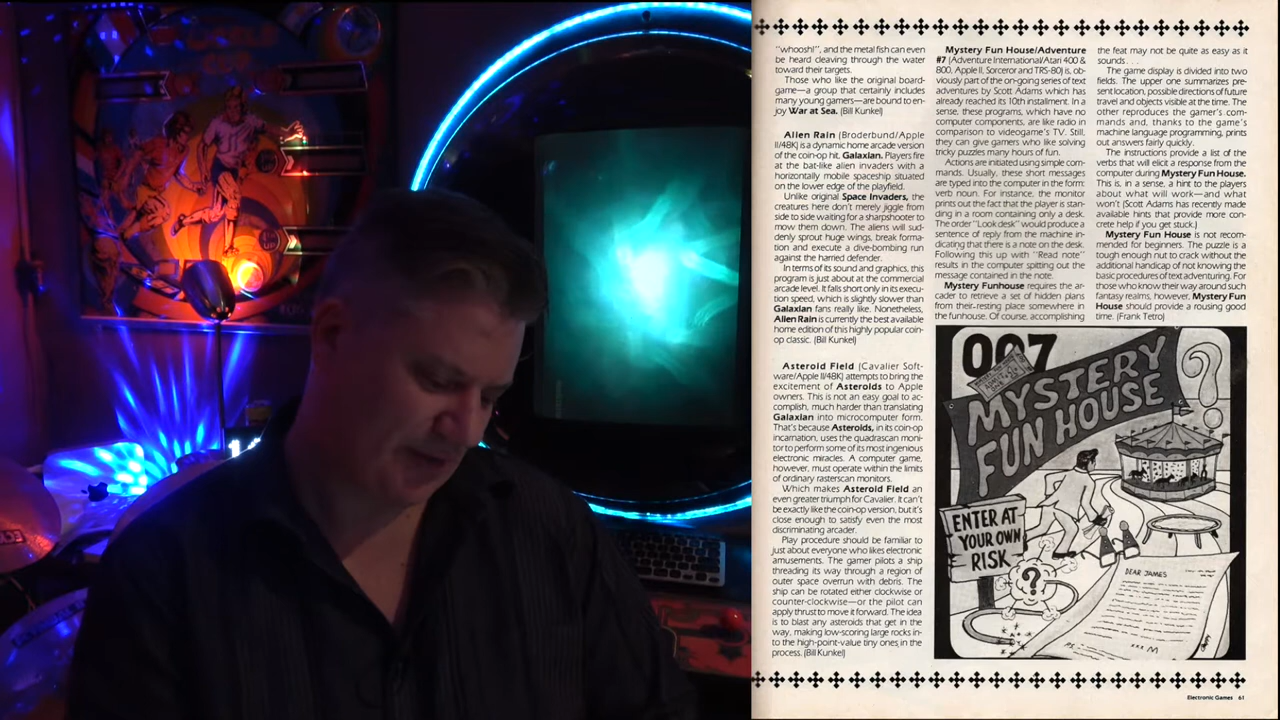 "whoosh!", and the metal fish can even
be heard cleaving through the water
toward their targets.
Those who like the original board-
game—a group that certainly includes
many young gamers—are bound to en-
joy War at Sea. (Bill Kunkel)
Alien Rain (Broderbund/Apple
II/48K) is a dynamic home arcade version
of the coin-op hit, Galaxian. Players fire
at the bat-like alien invaders with a
horizontally mobile spaceship situated
on the lower edge of the playfield.
Unlike original Space Invaders, the
creatures here don't merely jiggle from
side to side waiting for a sharpshooter to
mow them down. The aliens will sud-
denly sprout huge wings, break forma-
tion and execute a dive-bombing run
against the harried defender.
In terms of its sound and graphics, this
program is just about at the commercial
arcade level. It falls short only in its execu-
tion speed, which is slightly slower than
Galaxian fans really like. Nonetheless,
Alien Rain is currently the best available
home edition of this highly popular coin-
op classic. (Bill Kunkel)
Asteroid Field (Cavalier Soft-
ware/Apple II/48K) attempts to bring the
excitement of Asteroids to Apple
owners. This is not an easy goal to ac-
complish, much harder than translating
Galaxian into microcomputer form.
That's because Asteroids, in its coin-op
incarnation, uses the quadrascan moni-
tor to perform some of its most ingenious
electronic miracles. A computer game,
however, must operate within the limits
of ordinary rasterscan monitors.
Which makes Asteroid Field an
even greater triumph for Cavalier. It can't
be exactly like the coin-op version, but it's
close enough to satisfy even the most
discriminating arcader.
Play procedure should be familiar to
just about everyone who likes electronic
amusements. The gamer pilots a ship
threading its way through a region of
outer space overrun with debris. The
ship can be rotated either clockwise or
counter-clockwise—or the pilot can
apply thrust to move it forward. The idea
is to blast any asteroids that get in the
way, making low-scoring large rocks in-
to the high-point-value tiny ones in the
process. (Bill Kunkel)
Mystery Fun House/Adventure
#7 (Adventure International/Atari 400 &
800, Apple II, Sorceror and TRS-80) is, ob-
viously part of the on-going series of text
adventures by Scott Adams which has
already reached its 10th installment. In a
sense, these programs, which have no
computer components, are like radio in
comparison to videogame's TV. Still,
they can give gamers who like solving
tricky puzzles many hours of fun.
Actions are initiated using simple com-
mands. Usually, these short messages
are typed into the computer in the form:
verb noun. For instance, the monitor
prints out the fact that the player is stan-
ding in a room containing only a desk.
The order "Look desk" would produce a
sentence of reply from the machine in-
dicating that there is a note on the desk.
Following this up with "Read note"
results in the computer spitting out the
message contained in the note.
Mystery Funhouse requires the ar-
cader to retrieve a set of hidden plans
from their resting place somewhere in
the funhouse. Of course, accomplishing
the feat may not be quite as easy as it
sounds . . .
The game display is divided into two
fields. The upper one summarizes pre-
sent location, possible directions of future
travel and objects visible at the time. The
other reproduces the gamer's com-
mands and, thanks to the game's
machine language programming, prints
out answers fairly quickly.
The instructions provide a list of the
verbs that will elicit a response from the
computer during Mystery Fun House.
This is, in a sense, a hint to the players
about what will work—and what
won't (Scott Adams has recently made
available hints that provide more con-
crete help if you get stuck.)
Mystery Fun House is not recom-
mended for beginners. The puzzle is a
tough enough nut to crack without the
additional handicap of not knowing the
basic procedures of text adventuring. For
those who know their way around such
fantasy realms, however, Mystery Fun
House should provide a rousing good
time. (Frank Tetro)
007
MYSTERY
FUN HOUSE
ENTER AT
YOUR OWN
RISK
?
DEAR JAMES
XXX M
Electronic Games 61